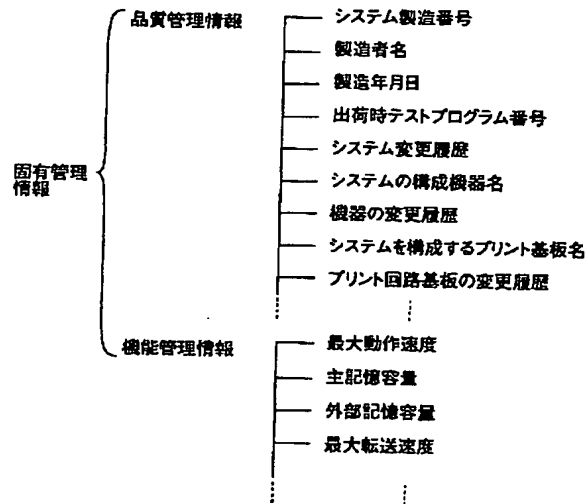 品質管理情報
システム製造番号
製造者名
製造年月日
出荷時テストプログラム番号
システム変更履歴
システムの構成機器名
機器の変更履歴
システムを構成するプリント基板名
プリント回路基板の変更履歴
固有管理
情報
機能管理情報
最大動作速度
主記憶容量
外部記憶容量
最大転送速度